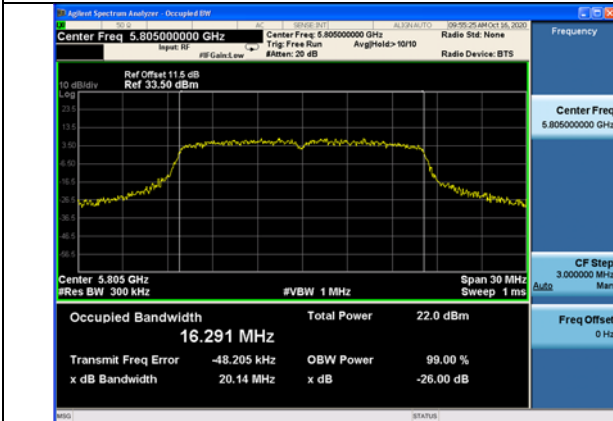 Agilent Spectrum Analyzer - Occupied BW
50 Ω AC SENSE:INT ALIGN AUTO 09:55:25 AM Oct 16, 2020
Center Freq 5.805000000 GHz
Center Freq: 5.805000000 GHz
Radio Std: None
Frequency
Input: RF
Trig: Free Run Avg|Hold:> 10/10
#IFGain:Low #Atten: 20 dB Radio Device: BTS
Ref Offset 11.5 dB
10 dB/div Ref 33.50 dBm
Log
23.5
13.5
3.50
-6.50
-16.5
-26.5
-36.5
-46.5
-56.5
Center Freq
5.805000000 GHz
Center 5.805 GHz Span 30 MHz
#Res BW 300 kHz #VBW 1 MHz Sweep 1 ms
CF Step
3.000000 MHz
Auto Man
Occupied Bandwidth Total Power 22.0 dBm
16.291 MHz
Transmit Freq Error -48.205 kHz OBW Power 99.00 %
x dB Bandwidth 20.14 MHz x dB -26.00 dB
Freq Offset
0 Hz
MSG STATUS